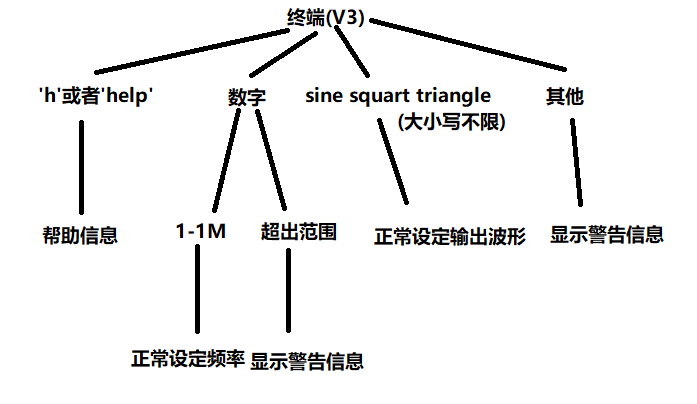 终端(V3)
'h'或者'help'
数字
sine squart triangle
(大小写不限)
其他
帮助信息
1-1M
超出范围
正常设定输出波形
显示警告信息
正常设定频率
显示警告信息